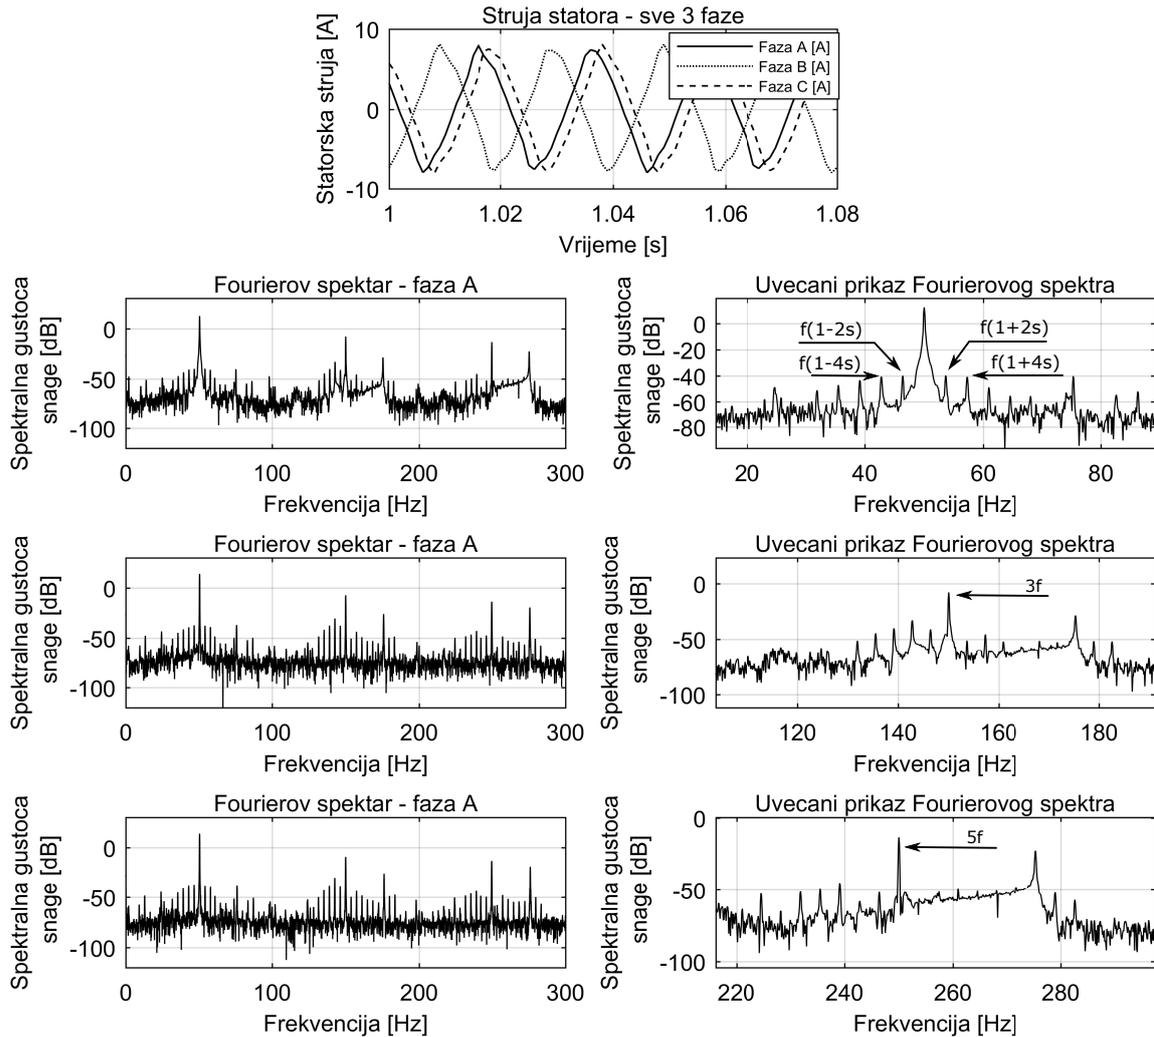 Struja statora - sve 3 faze
Statorska struja [A]
10
0
-10
Faza A [A]
Faza B [A]
Faza C [A]
1 1.02 1.04 1.06 1.08
Vrijeme [s]
Fourierov spektar - faza A
Spektralna gustoca
snage [dB]
0
-50
-100
0 100 200 300
Frekvencija [Hz]
Uvecani prikaz Fourierovog spektra
Spektralna gustoca
snage [dB]
0
-20
-40
-60
-80
f(1-2s)
f(1+2s)
f(1-4s)
f(1+4s)
20 40 60 80
Frekvencija [Hz]
Fourierov spektar - faza A
Spektralna gustoca
snage [dB]
0
-50
-100
0 100 200 300
Frekvencija [Hz]
Uvecani prikaz Fourierovog spektra
Spektralna gustoca
snage [dB]
0
-50
-100
3f
120 140 160 180
Frekvencija [Hz]
Fourierov spektar - faza A
Spektralna gustoca
snage [dB]
0
-50
-100
0 100 200 300
Frekvencija [Hz]
Uvecani prikaz Fourierovog spektra
Spektralna gustoca
snage [dB]
0
-50
-100
5f
220 240 260 280
Frekvencija [Hz]